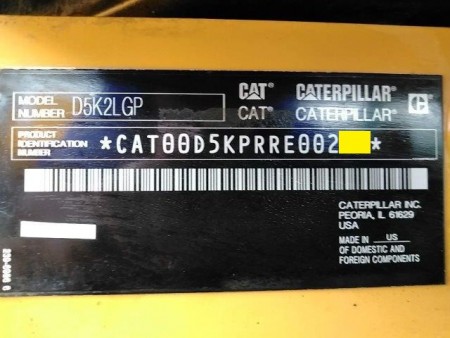 MODEL NUMBER D5K2LGP
CAT CATERPILLAR
CAT® CATERPILLAR® C
PRODUCT IDENTIFICATION NUMBER *CAT00D5KPRRE002 *
CATERPILLAR INC.
PEORIA, IL 61629
USA
MADE IN US
OF DOMESTIC AND
FOREIGN COMPONENTS